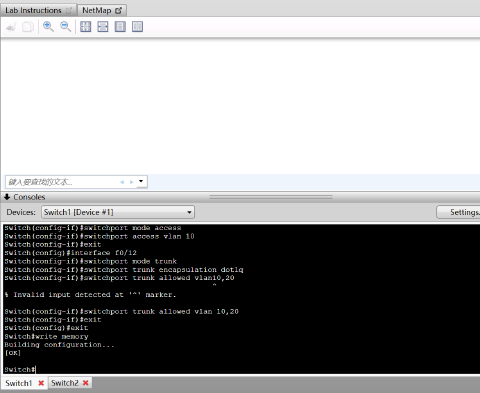 Lab Instructions
NetMap
键入要查找的文本...
Consoles
Devices:
Switch1 [Device #1]
Settings.
Switch(config-if)#switchport mode access
Switch(config-if)#switchport access vlan 10
Switch(config-if)#exit
Switch(config)#interface f0/12
Switch(config-if)#switchport mode trunk
Switch(config-if)#switchport trunk encapsulation dot1q
Switch(config-if)#switchport trunk allowed vlan10,20
^
% Invalid input detected at '^' marker.
Switch(config-if)#switchport trunk allowed vlan 10,20
Switch(config-if)#exit
Switch(config)#exit
Switch#write memory
Building configuration...
[OK]
Switch#
Switch1
Switch2